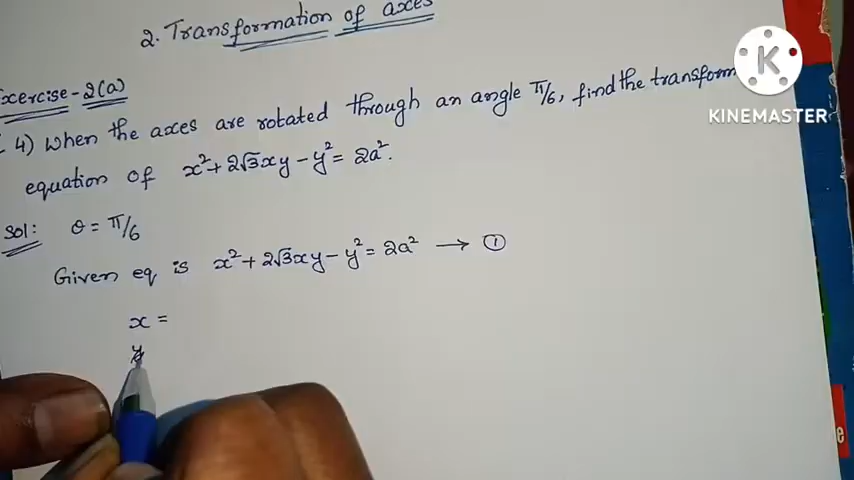 2. Transformation of axes
Exercise-2(a)
4) When the axes are rotated through an angle π/6, find the transform
KINEMASTER
equation of x²+2√3xy-y²=2a².
Sol: θ = π/6
Given eq is x²+2√3xy-y²=2a² → ①
x =
y